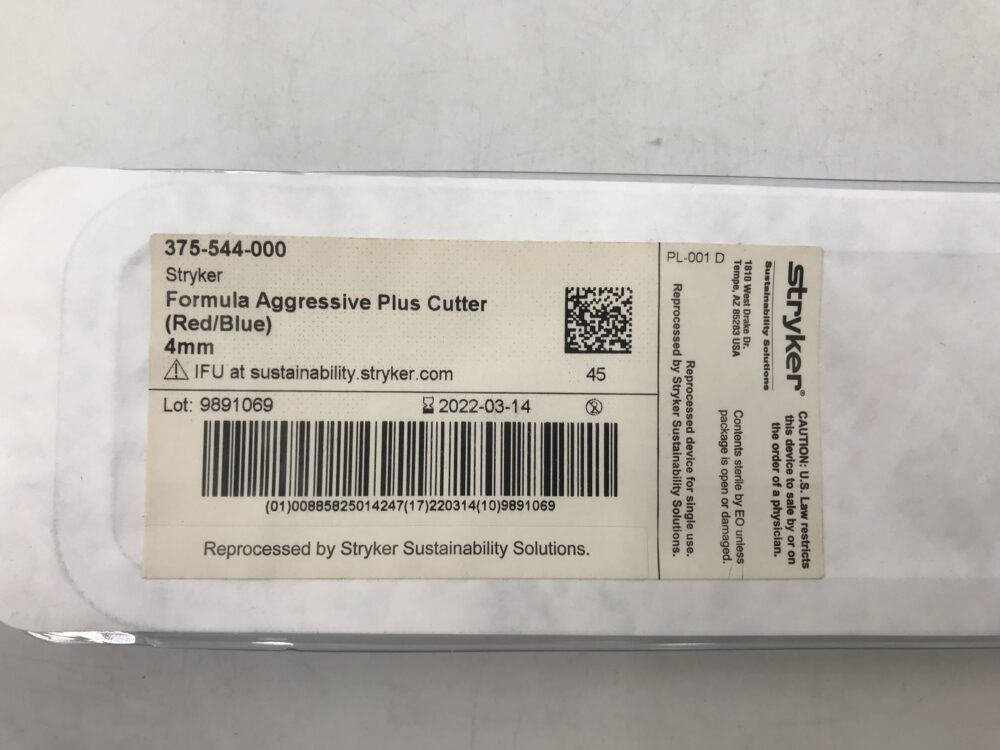 375-544-000
Stryker
Formula Aggressive Plus Cutter
(Red/Blue)
4mm
IFU at sustainability.stryker.com
45
Lot: 9891069
2022-03-14
(01)00885825014247(17)220314(10)9891069
Reprocessed by Stryker Sustainability Solutions.
PL-001 D
stryker®
Sustainability Solutions
1810 West Drake Dr.
Tempe, AZ 85283 USA
Reprocessed device for single use.
Reprocessed by Stryker Sustainability Solutions.
CAUTION: U.S. Law restricts
this device to sale by or on
the order of a physician.
Contents sterile by EO unless
package is open or damaged.